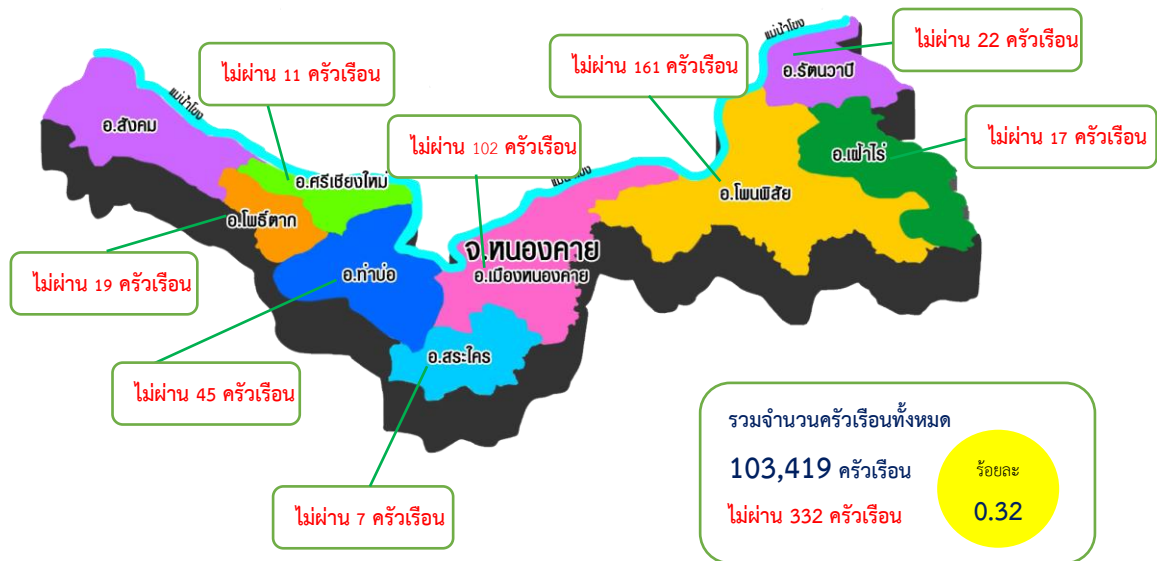 แม่น้ำโขง
ไม่ผ่าน 22 ครัวเรือน
ไม่ผ่าน 11 ครัวเรือน
ไม่ผ่าน 161 ครัวเรือน
อ.รัตนวาปี
แม่น้ำโขง
อ.สังคม
ไม่ผ่าน 102 ครัวเรือน
ไม่ผ่าน 17 ครัวเรือน
อ.เฝ้าไร่
อ.ศรีเชียงใหม่
แม่น้ำโขง
อ.โพนพิสัย
อ.โพธิ์ตาก
จ.หนองคาย
อ.เมืองหนองคาย
อ.ท่าบ่อ
ไม่ผ่าน 19 ครัวเรือน
อ.สระใคร
ไม่ผ่าน 45 ครัวเรือน
ไม่ผ่าน 7 ครัวเรือน
รวมจำนวนครัวเรือนทั้งหมด
103,419 ครัวเรือน
ไม่ผ่าน 332 ครัวเรือน
ร้อยละ
0.32